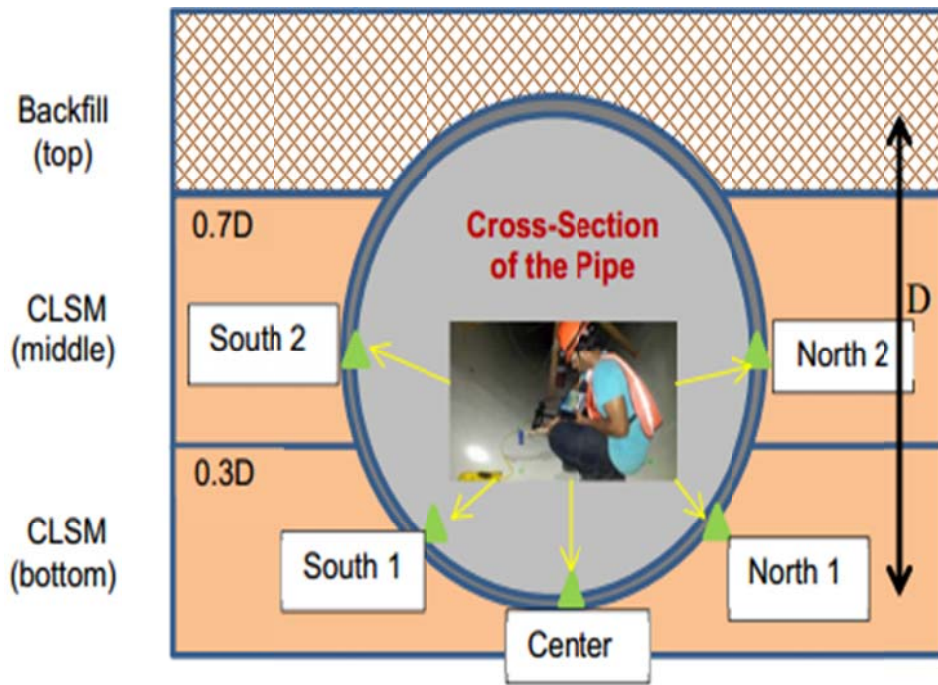 Backfill
(top)
0.7D
Cross-Section
of the Pipe
CLSM
(middle)
South 2
D
North 2
0.3D
CLSM
(bottom)
South 1
North 1
Center